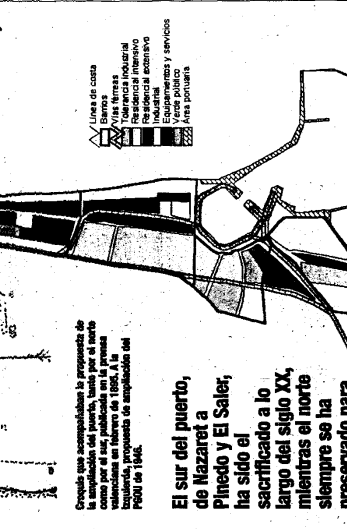 Línea de costa
Barrios
Vías férreas
Tolerancia industrial
Residencial intensivo
Residencial extensivo
Industrial
Equipamientos y servicios
Verde público
Área portuaria
Croquis que acompañaban la propuesta de
la ampliación del puerto, tanto por el norte
como por el sur, publicada en la prensa
valenciana en febrero de 1895. A la
izquierda, propuesta de ampliación del
PGOU de 1946.
El sur del puerto,
de Nazaret a
Pinedo y El Saler,
ha sido el
sacrificado a lo
largo del siglo XX,
mientras el norte
siempre se ha
preservado para